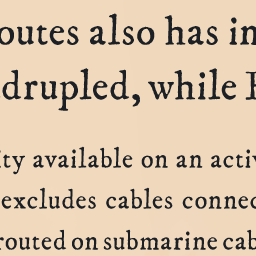 outes also has in
drupled, while
ity available on an activ
excludes cables connec
routed on submarine cab